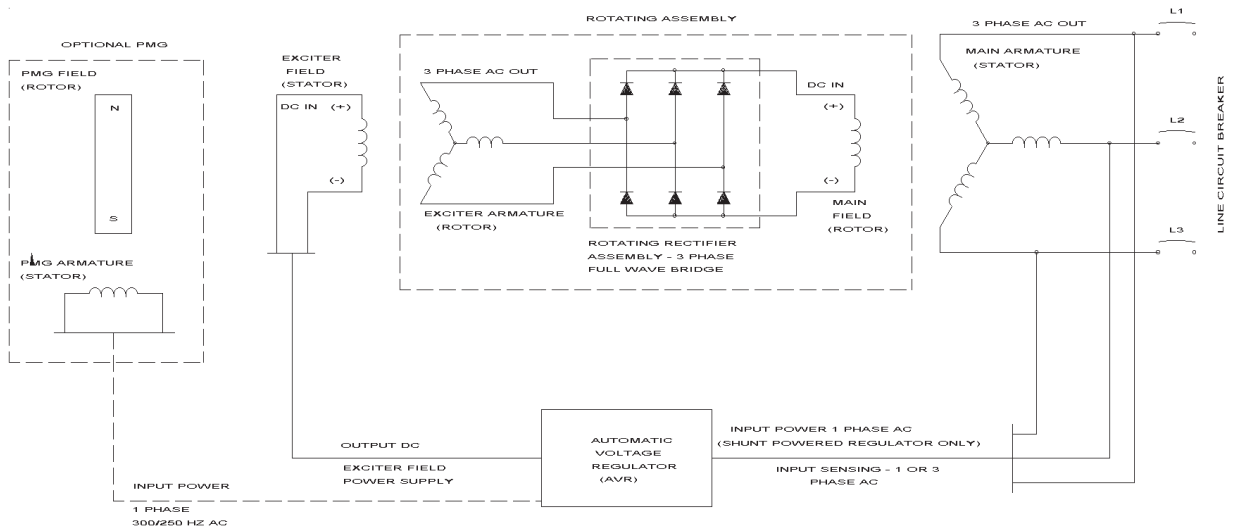 OPTIONAL PMG
PMG FIELD
(ROTOR)
N
S
PMG ARMATURE
(STATOR)
INPUT POWER
1 PHASE
300/250 HZ AC
EXCITER
FIELD
(STATOR)
DC IN (+)
(-)
OUTPUT DC
EXCITER FIELD
POWER SUPPLY
ROTATING ASSEMBLY
3 PHASE AC OUT
EXCITER ARMATURE
(ROTOR)
ROTATING RECTIFIER
ASSEMBLY - 3 PHASE
FULL WAVE BRIDGE
DC IN
(+)
(-)
MAIN
FIELD
(ROTOR)
AUTOMATIC
VOLTAGE
REGULATOR
(AVR)
3 PHASE AC OUT
MAIN ARMATURE
(STATOR)
INPUT POWER 1 PHASE AC
(SHUNT POWERED REGULATOR ONLY)
INPUT SENSING - 1 OR 3
PHASE AC
L1
L2
L3
LINE CIRCUIT BREAKER